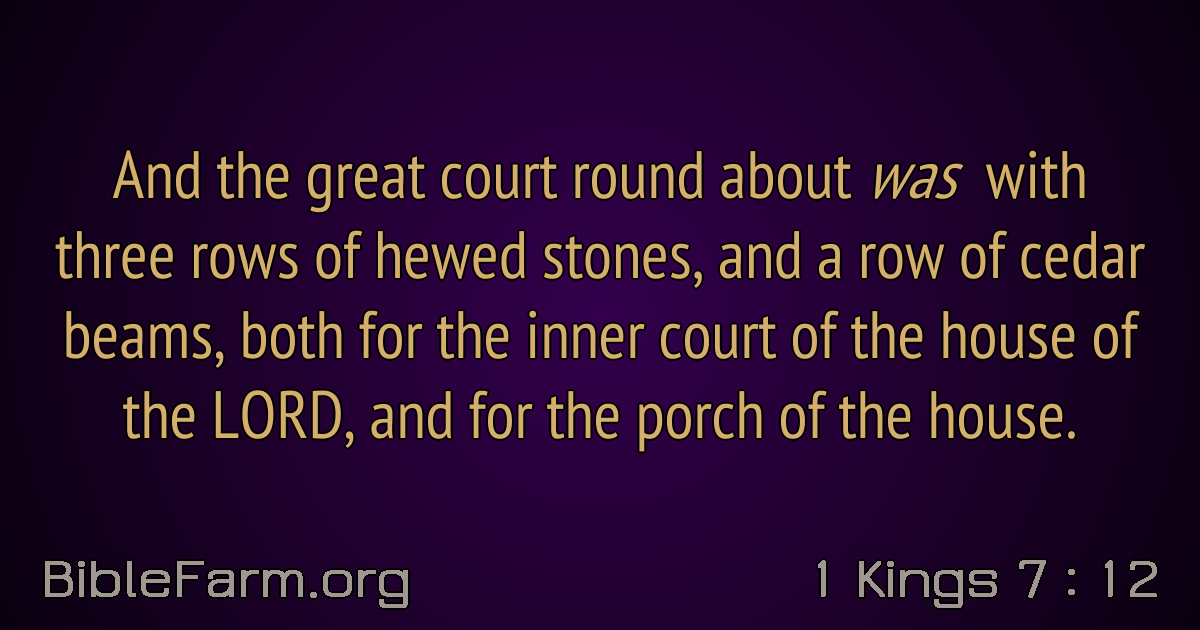 And the great court round about was with
three rows of hewed stones, and a row of cedar
beams, both for the inner court of the house of
the LORD, and for the porch of the house.
BibleFarm.org
1 Kings 7 : 12